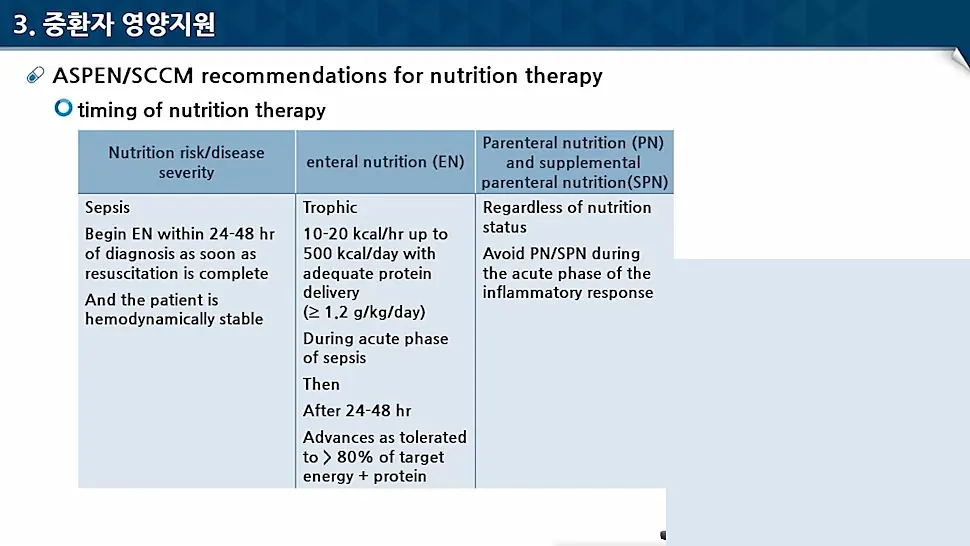 3. 중환자 영양지원
ASPEN/SCCM recommendations for nutrition therapy
timing of nutrition therapy
Nutrition risk/disease
severity
enteral nutrition (EN)
Parenteral nutrition (PN)
and supplemental
parenteral nutrition(SPN)
Sepsis
Begin EN within 24-48 hr
of diagnosis as soon as
resuscitation is complete
And the patient is
hemodynamically stable
Trophic
10-20 kcal/hr up to
500 kcal/day with
adequate protein
delivery
(≥ 1.2 g/kg/day)
During acute phase
of sepsis
Then
After 24-48 hr
Advances as tolerated
to > 80% of target
energy + protein
Regardless of nutrition
status
Avoid PN/SPN during
the acute phase of the
inflammatory response